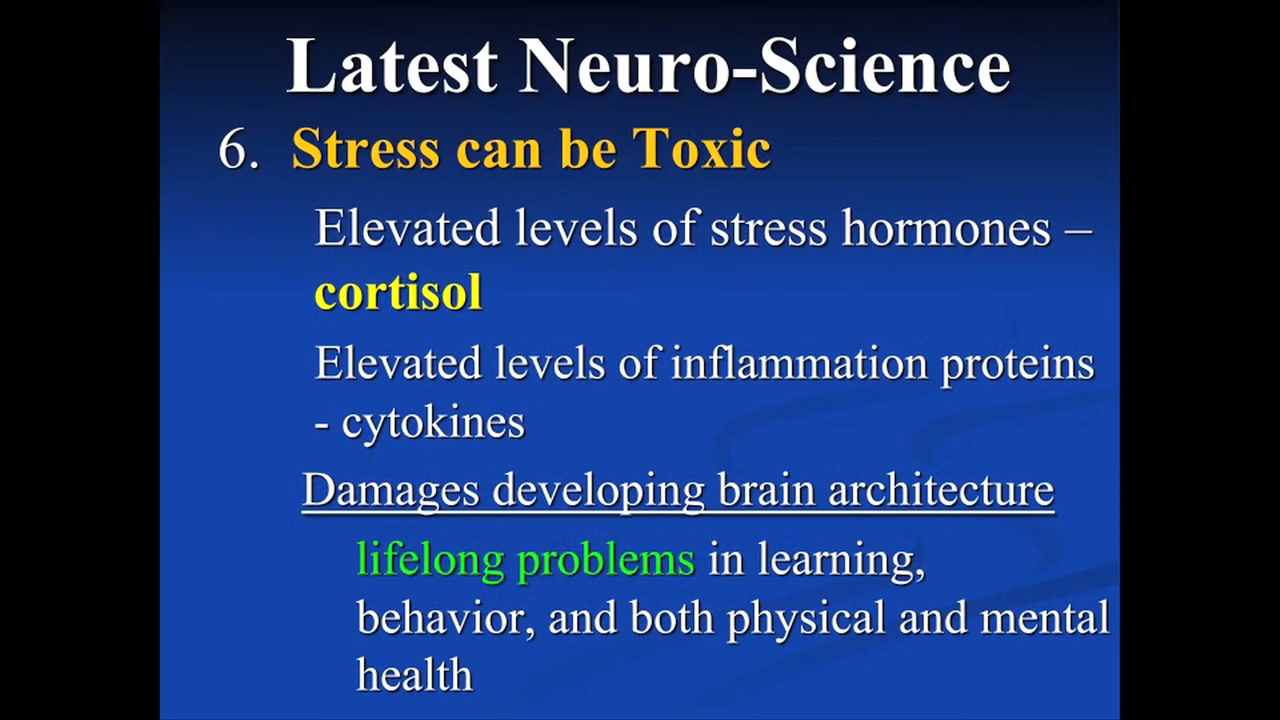 Latest Neuro-Science
6. Stress can be Toxic
Elevated levels of stress hormones –
cortisol
Elevated levels of inflammation proteins
- cytokines
Damages developing brain architecture
lifelong problems in learning,
behavior, and both physical and mental
health